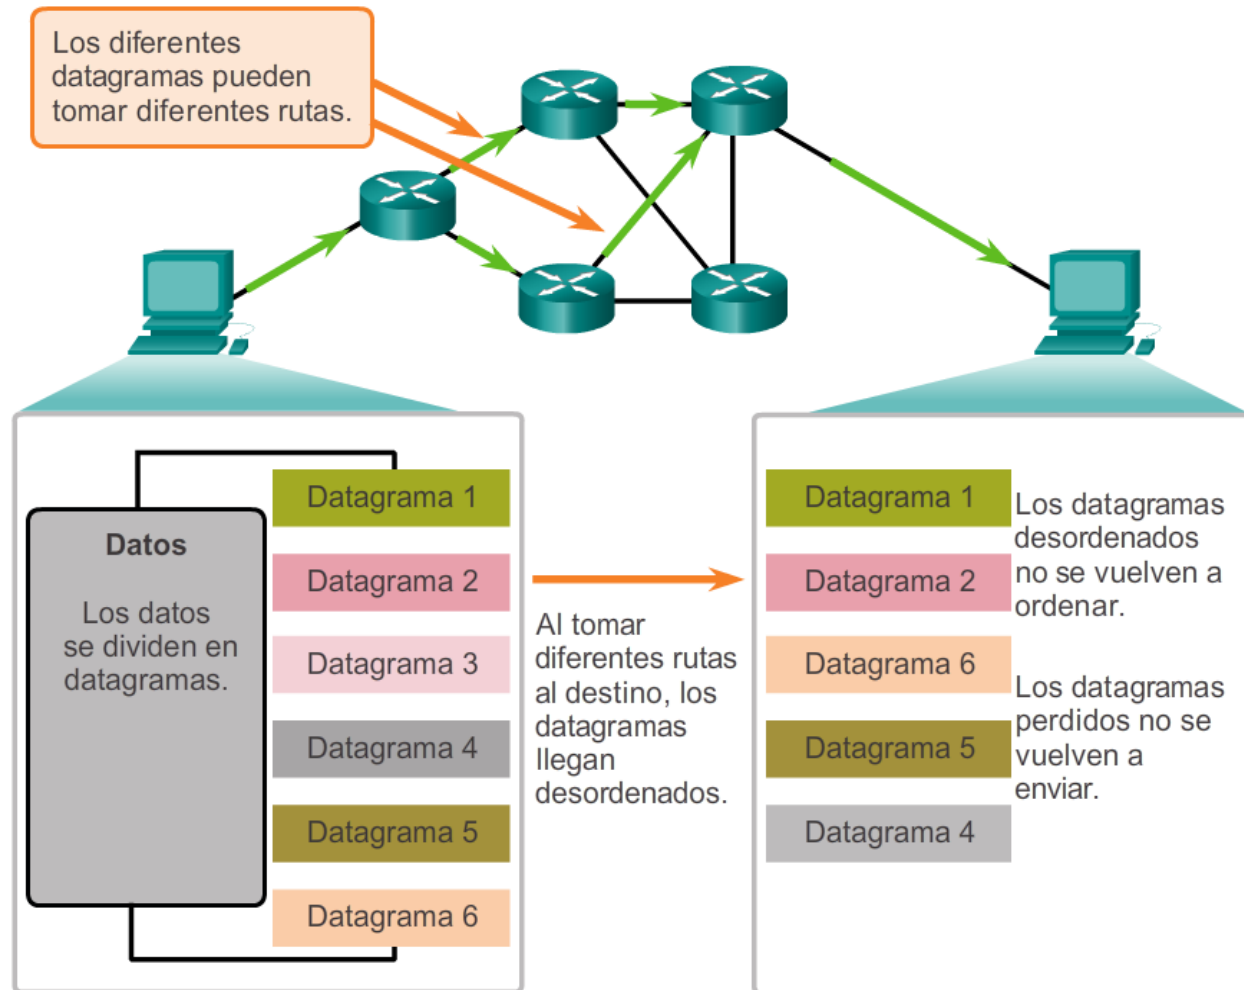 Los diferentes
datagramas pueden
tomar diferentes rutas.
Datos
Los datos
se dividen en
datagramas.
Datagrama 1
Datagrama 2
Datagrama 3
Datagrama 4
Datagrama 5
Datagrama 6
Al tomar
diferentes rutas
al destino, los
datagramas
llegan
desordenados.
Datagrama 1
Datagrama 2
Datagrama 6
Datagrama 5
Datagrama 4
Los datagramas
desordenados
no se vuelven a
ordenar.
Los datagramas
perdidos no se
vuelven a
enviar.